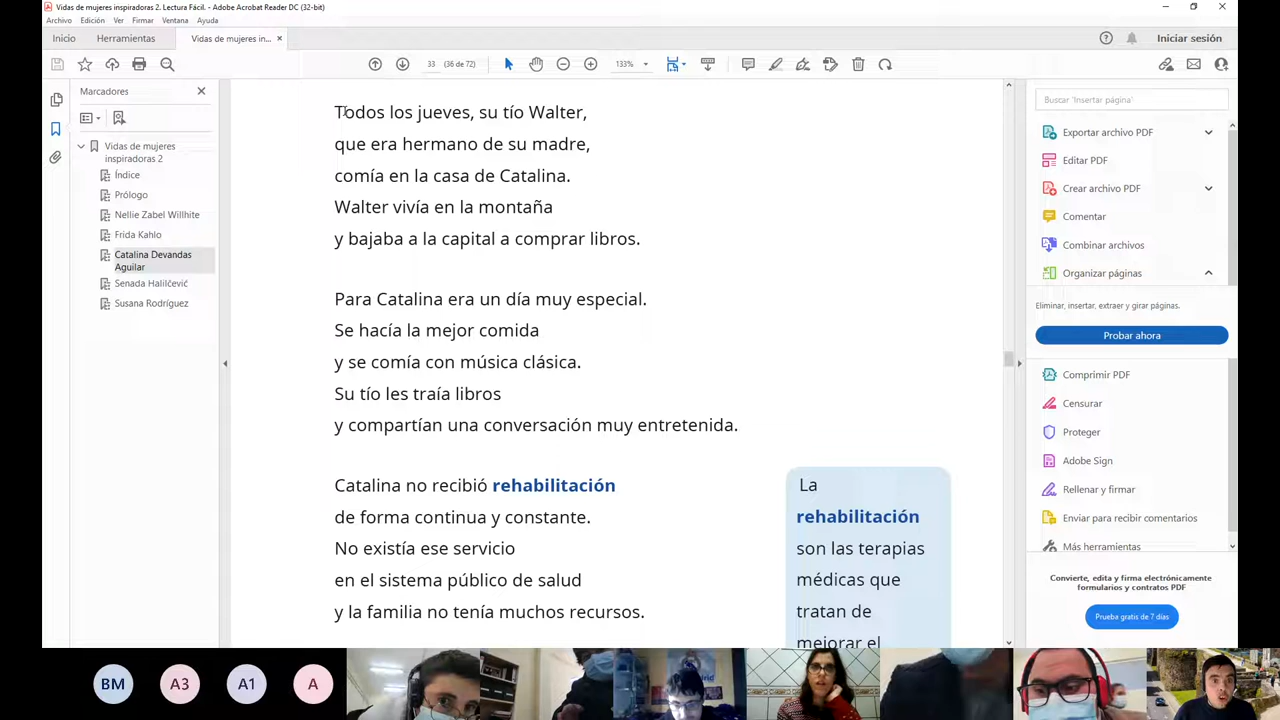 Vidas de mujeres inspiradoras 2. Lectura Fácil. - Adobe Acrobat Reader DC (32-bit)
Archivo Edición Ver Firmar Ventana Ayuda
Inicio Herramientas Vidas de mujeres in... × Iniciar sesión
33 (36 de 72) 133%
Marcadores
Vidas de mujeres
inspiradoras 2
Índice
Prólogo
Nellie Zabel Willhite
Frida Kahlo
Catalina Devandas
Aguilar
Senada Halilčević
Susana Rodríguez
Todos los jueves, su tío Walter,
que era hermano de su madre,
comía en la casa de Catalina.
Walter vivía en la montaña
y bajaba a la capital a comprar libros.
Para Catalina era un día muy especial.
Se hacía la mejor comida
y se comía con música clásica.
Su tío les traía libros
y compartían una conversación muy entretenida.
Catalina no recibió rehabilitación
de forma continua y constante.
No existía ese servicio
en el sistema público de salud
y la familia no tenía muchos recursos.
La
rehabilitación
son las terapias
médicas que
tratan de
mejorar el
Buscar 'Insertar página'
Exportar archivo PDF
Editar PDF
Crear archivo PDF
Comentar
Combinar archivos
Organizar páginas
Eliminar, insertar, extraer y girar páginas.
Probar ahora
Comprimir PDF
Censurar
Proteger
Adobe Sign
Rellenar y firmar
Enviar para recibir comentarios
Más herramientas
Convierte, edita y firma electrónicamente
formularios y contratos PDF
Prueba gratis de 7 días
BM A3 A1 A